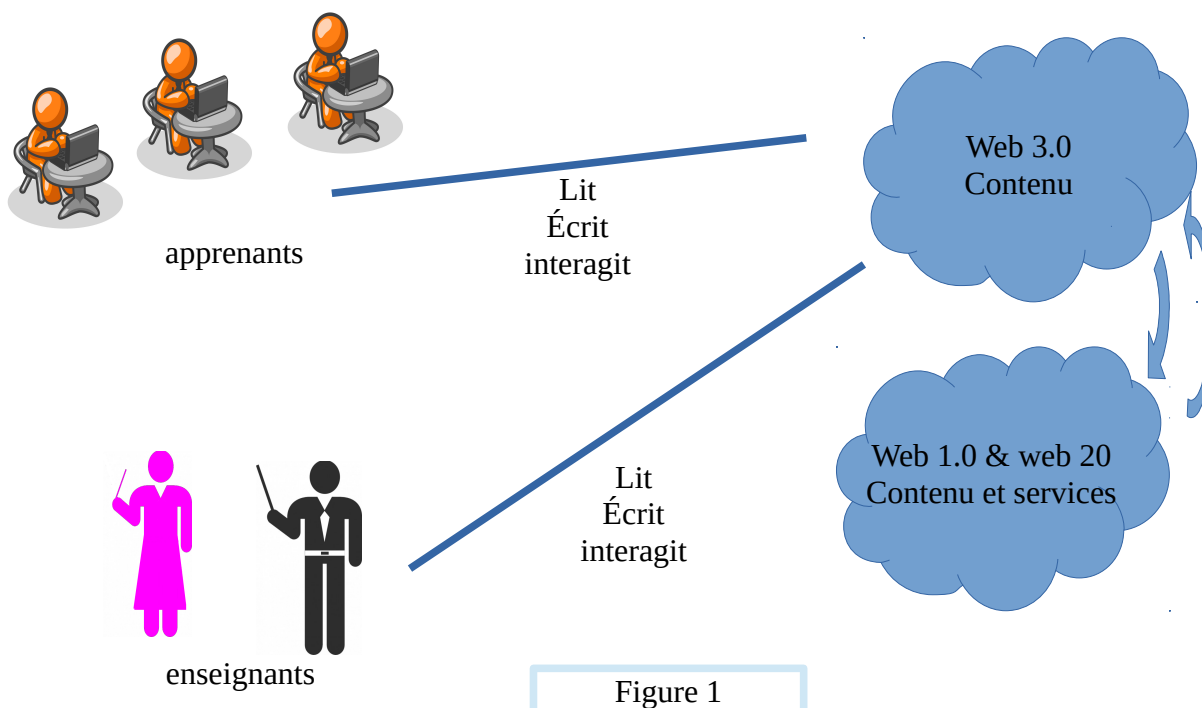 Web 3.0
Contenu
Lit
Écrit
interagit
apprenants
Web 1.0 & web 20
Contenu et services
Lit
Écrit
interagit
enseignants
Figure 1